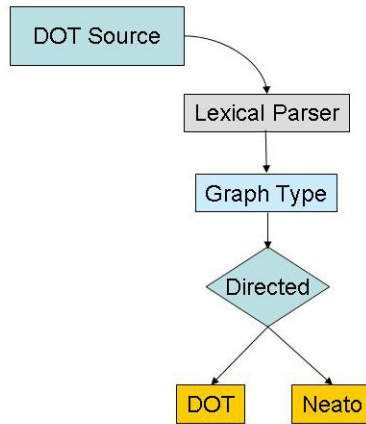 DOT Source
Lexical Parser
Graph Type
Directed
DOT
Neato